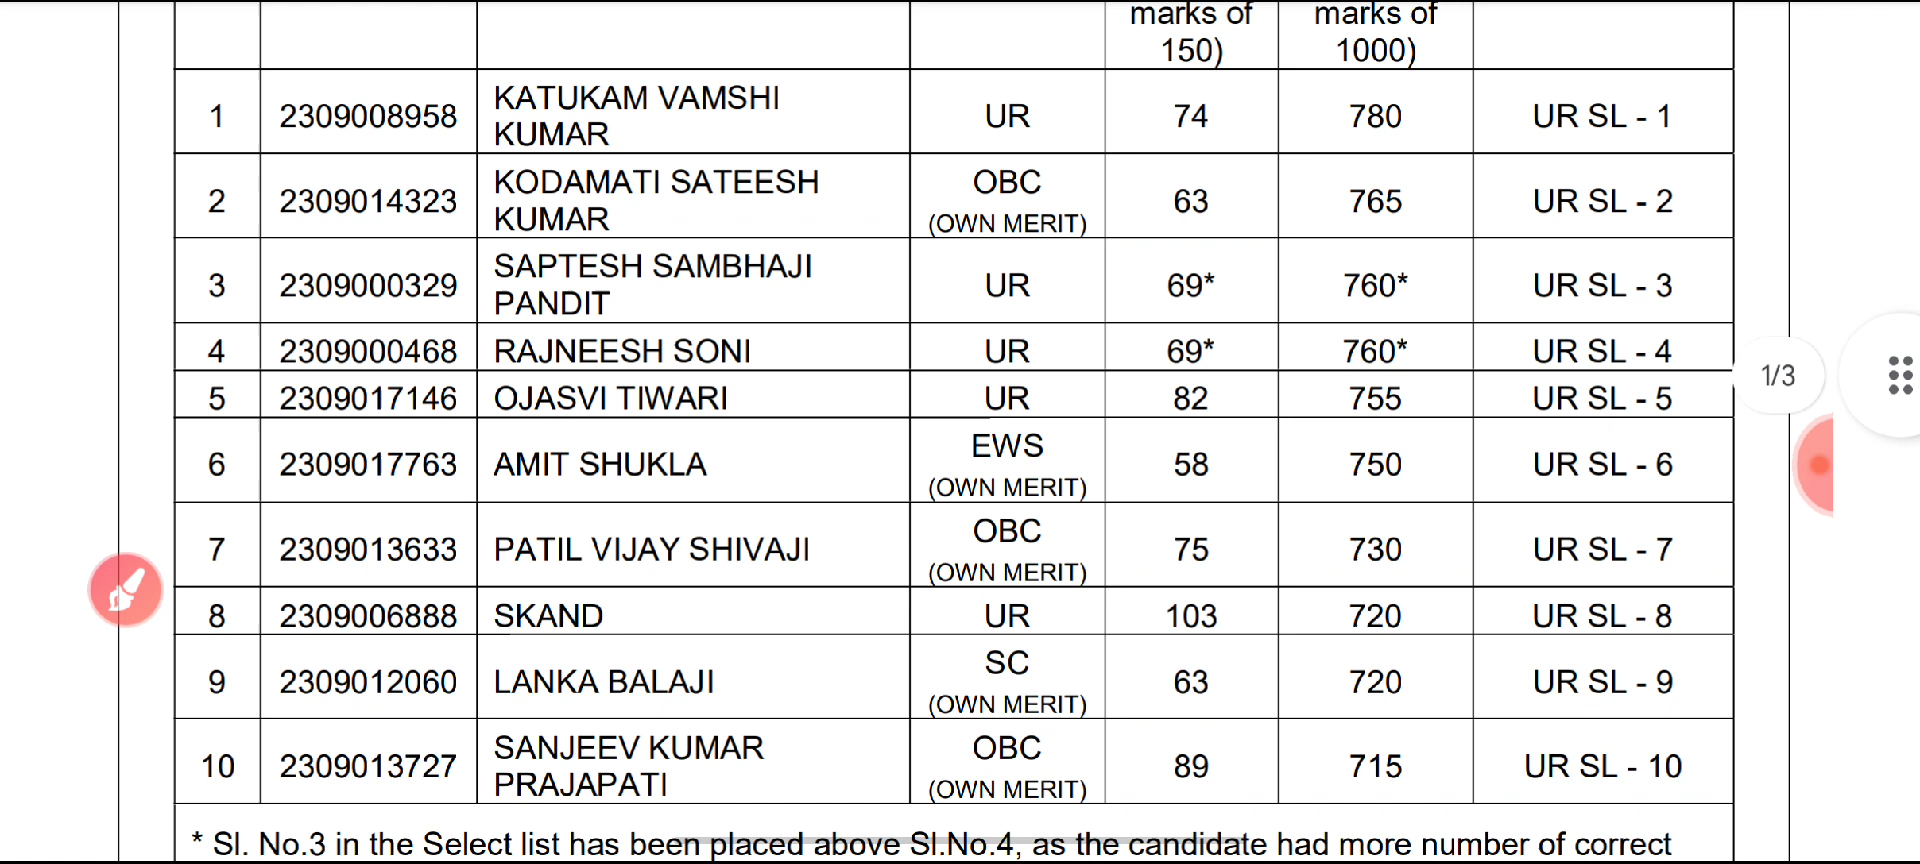 marks of marks of
150) 1000)
1 2309008958 KATUKAM VAMSHI KUMAR UR 74 780 UR SL - 1
2 2309014323 KODAMATI SATEESH KUMAR OBC (OWN MERIT) 63 765 UR SL - 2
3 2309000329 SAPTESH SAMBHAJI PANDIT UR 69* 760* UR SL - 3
4 2309000468 RAJNEESH SONI UR 69* 760* UR SL - 4
5 2309017146 OJASVI TIWARI UR 82 755 UR SL - 5
6 2309017763 AMIT SHUKLA EWS (OWN MERIT) 58 750 UR SL - 6
7 2309013633 PATIL VIJAY SHIVAJI OBC (OWN MERIT) 75 730 UR SL - 7
8 2309006888 SKAND UR 103 720 UR SL - 8
9 2309012060 LANKA BALAJI SC (OWN MERIT) 63 720 UR SL - 9
10 2309013727 SANJEEV KUMAR PRAJAPATI OBC (OWN MERIT) 89 715 UR SL - 10
* Sl. No.3 in the Select list has been placed above Sl.No.4, as the candidate had more number of correct
1/3